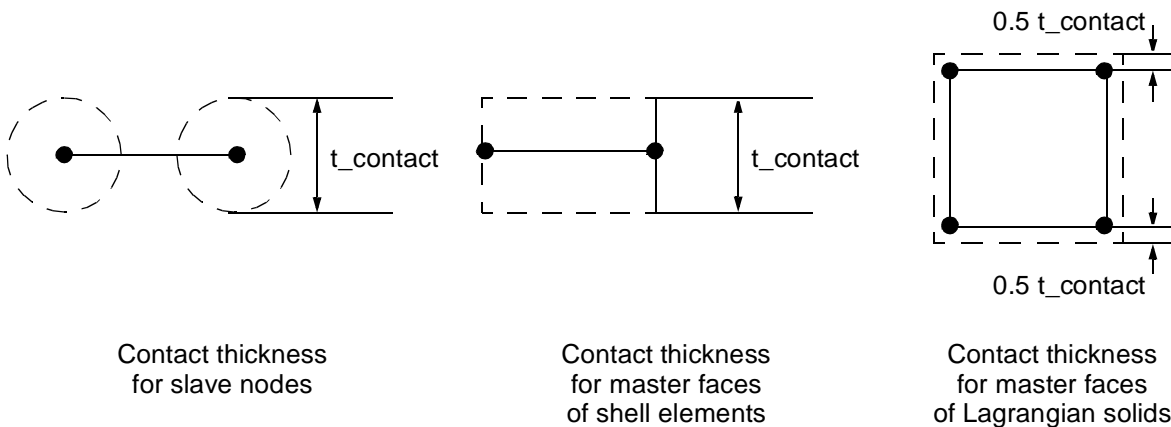 0.5 t_contact
t_contact
t_contact
0.5 t_contact
Contact thickness
for slave nodes
Contact thickness
for master faces
of shell elements
Contact thickness
for master faces
of Lagrangian solids